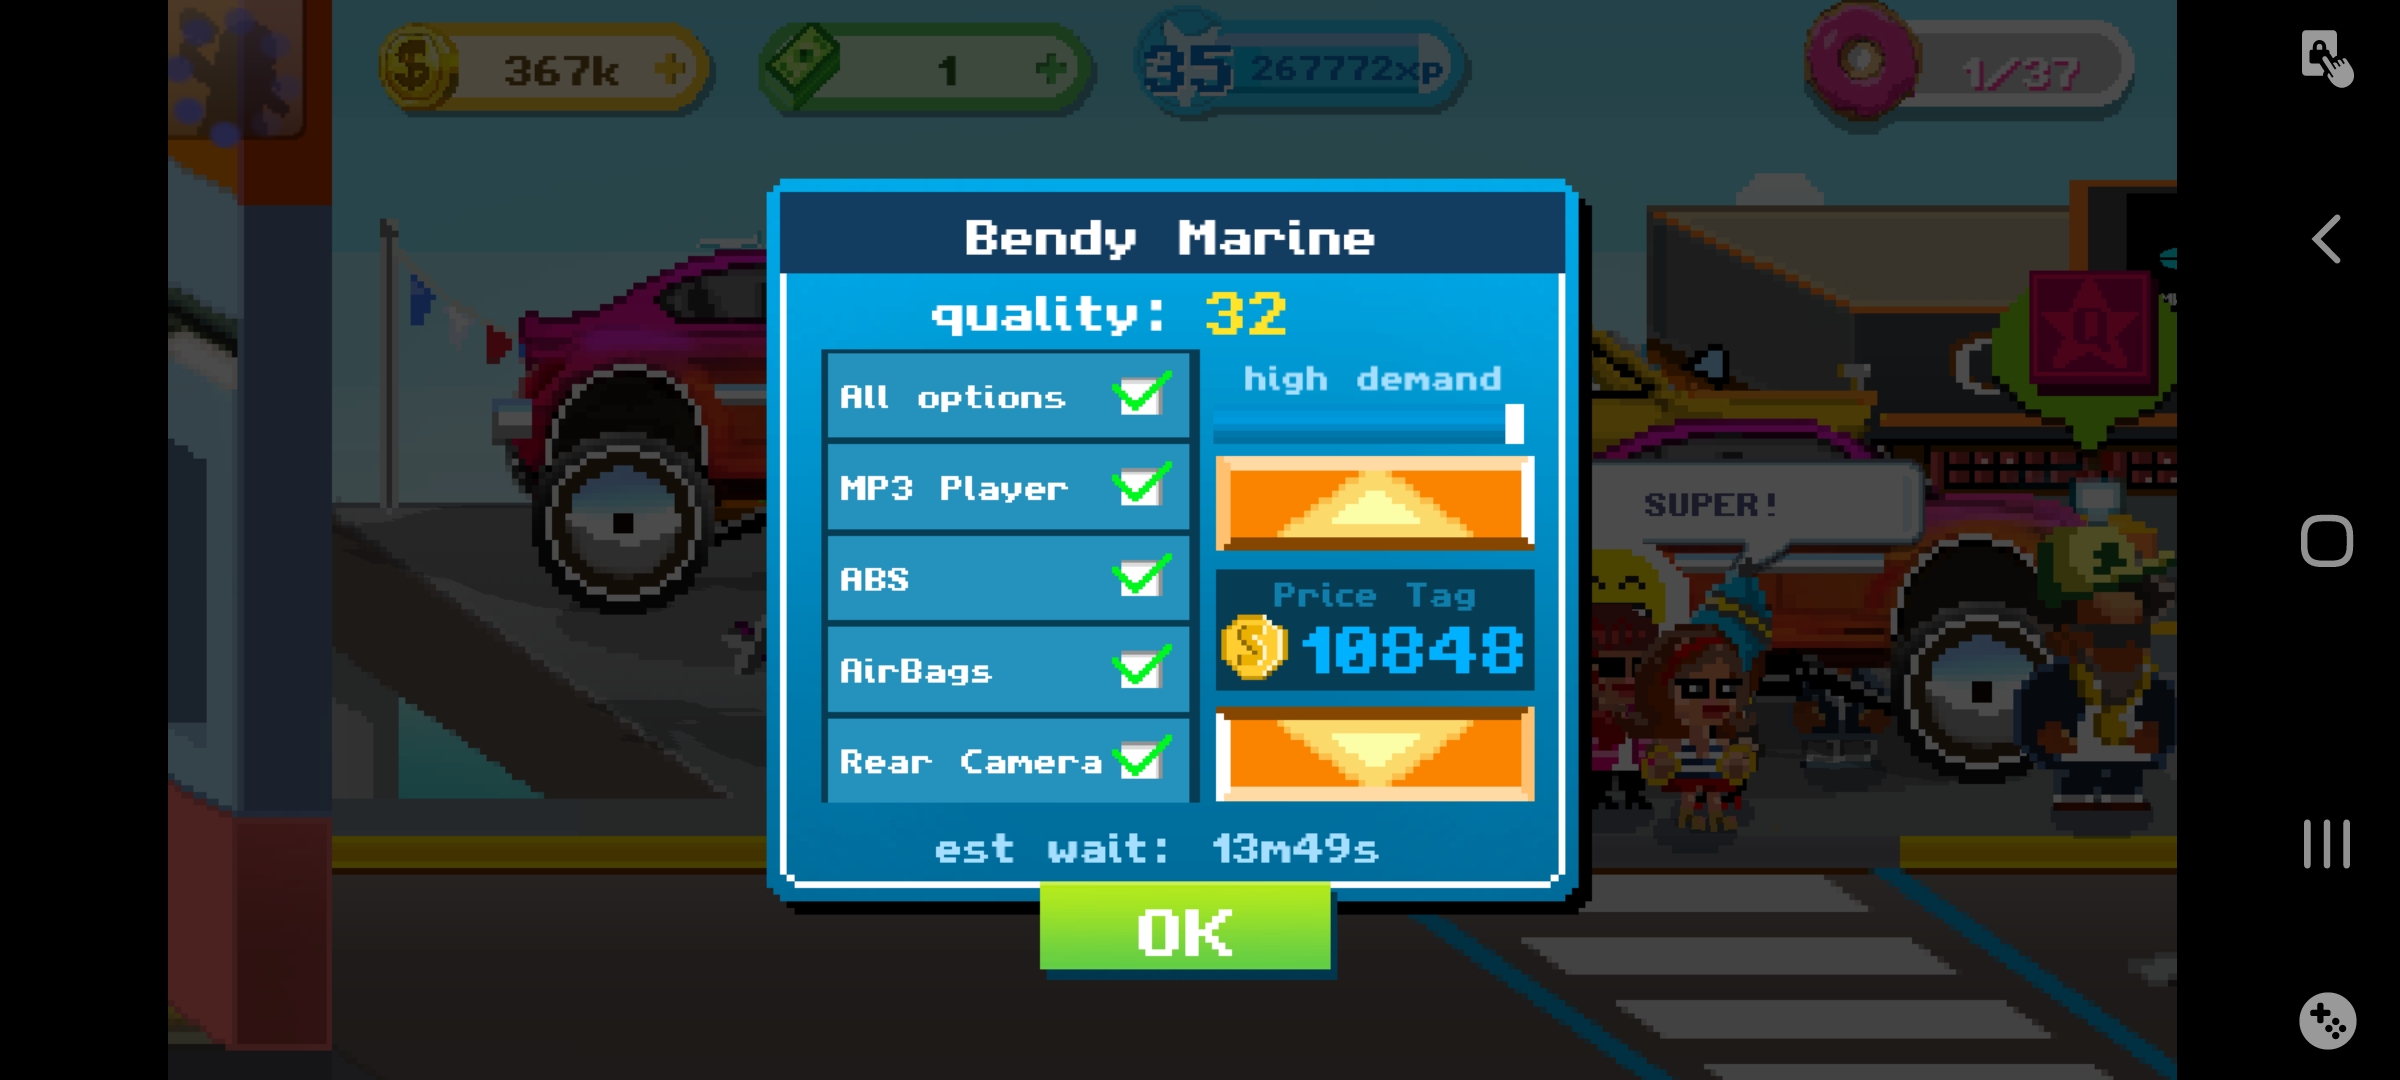 367k
1
35 267772xp
1/37
Bendy Marine
quality: 32
All options
MP3 Player
ABS
AirBags
Rear Camera
high demand
Price Tag
10848
est wait: 13m49s
OK
SUPER!
Q